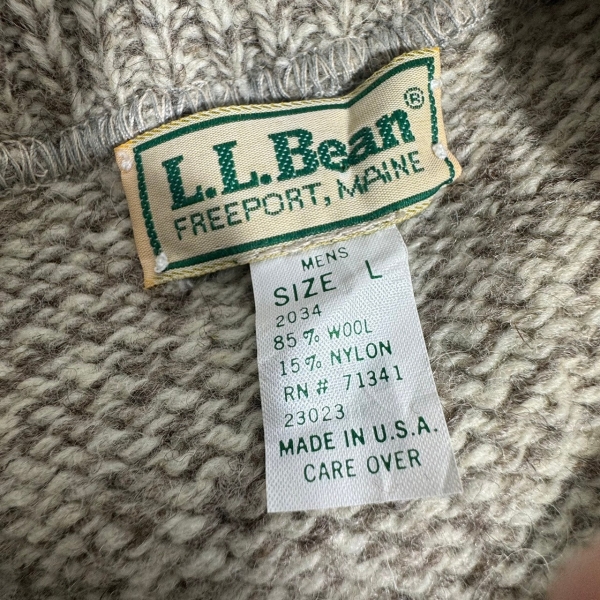 L.L.Bean®
FREEPORT, MAINE
MENS
SIZE L
2034
85% WOOL
15% NYLON
RN # 71341
23023
MADE IN U.S.A.
CARE OVER